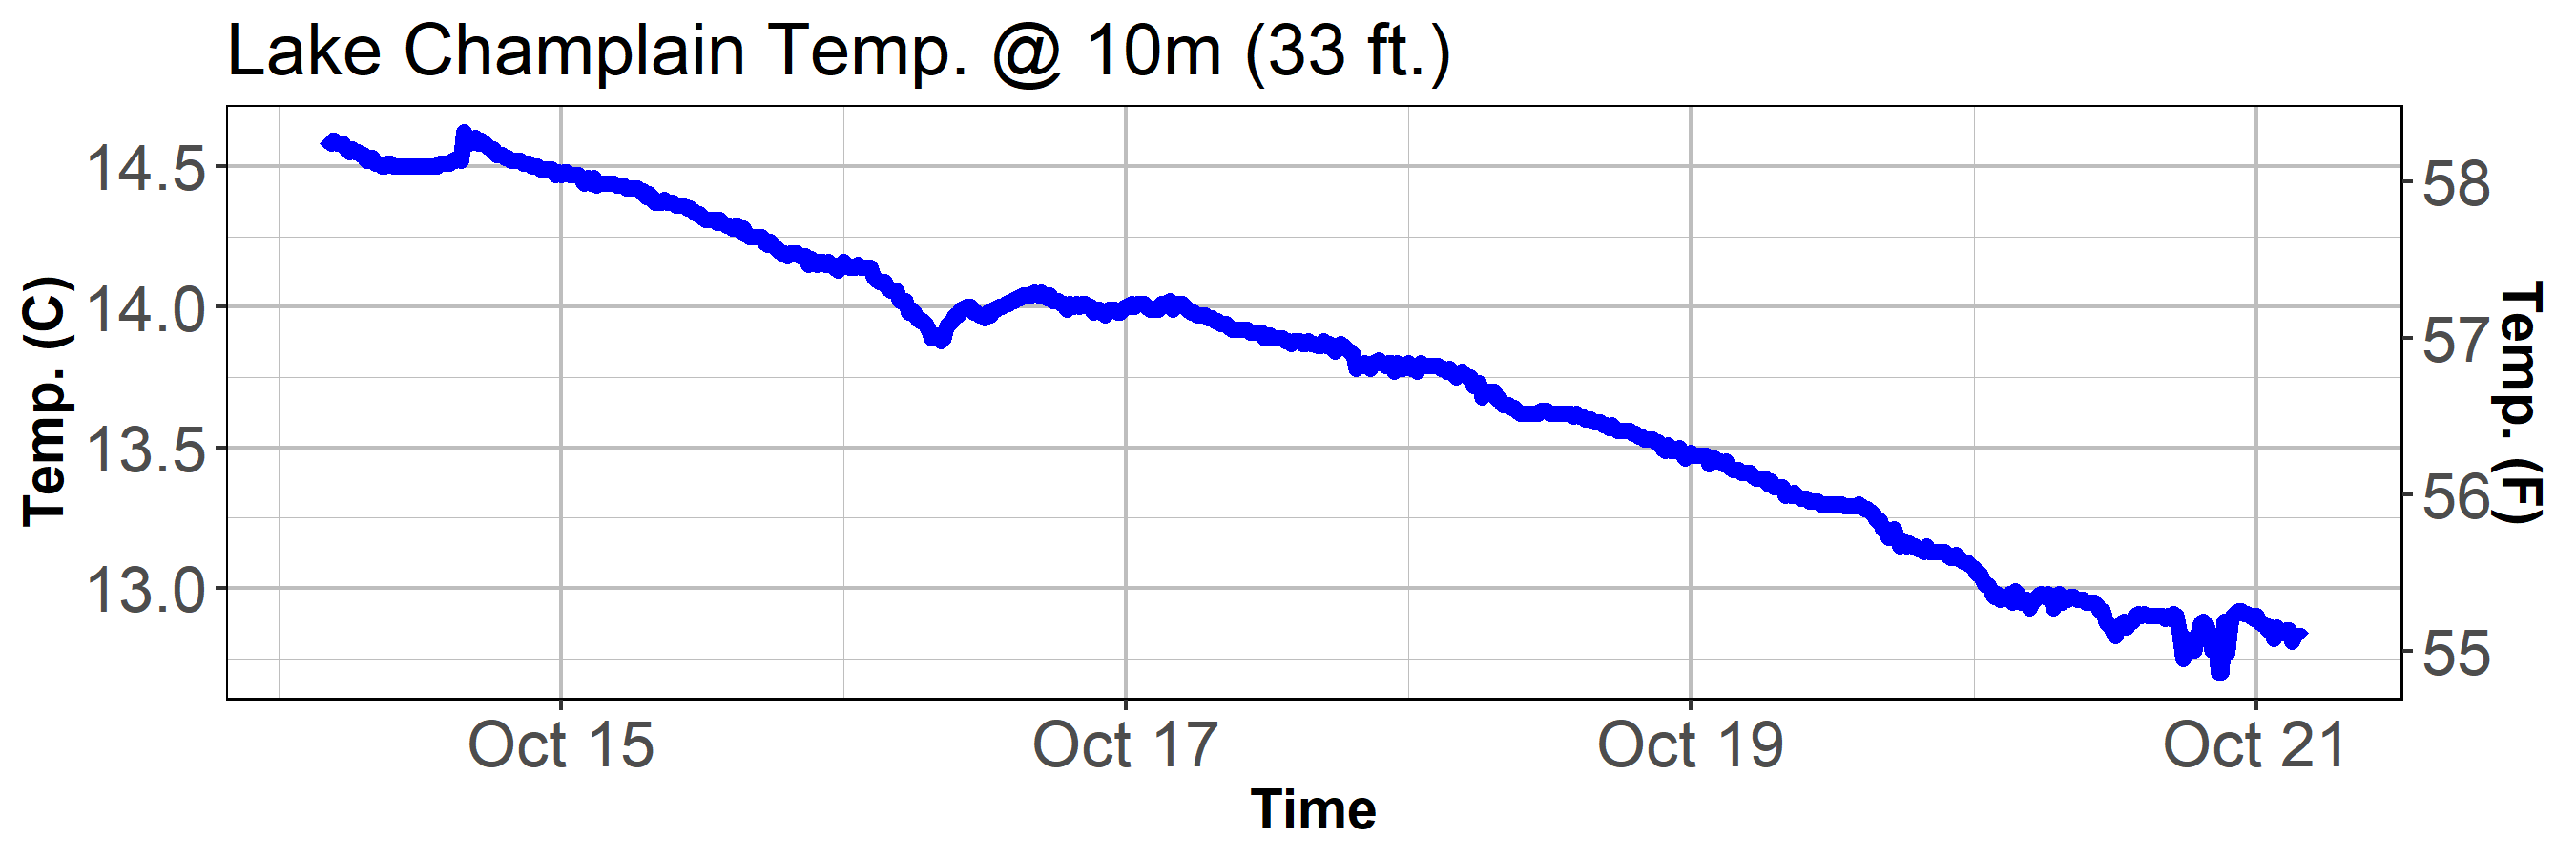 Lake Champlain Temp. @ 10m (33 ft.)
Temp. (C)
14.5
14.0
13.5
13.0
58
57
56
55
Temp. (F)
Oct 15
Oct 17
Oct 19
Oct 21
Time